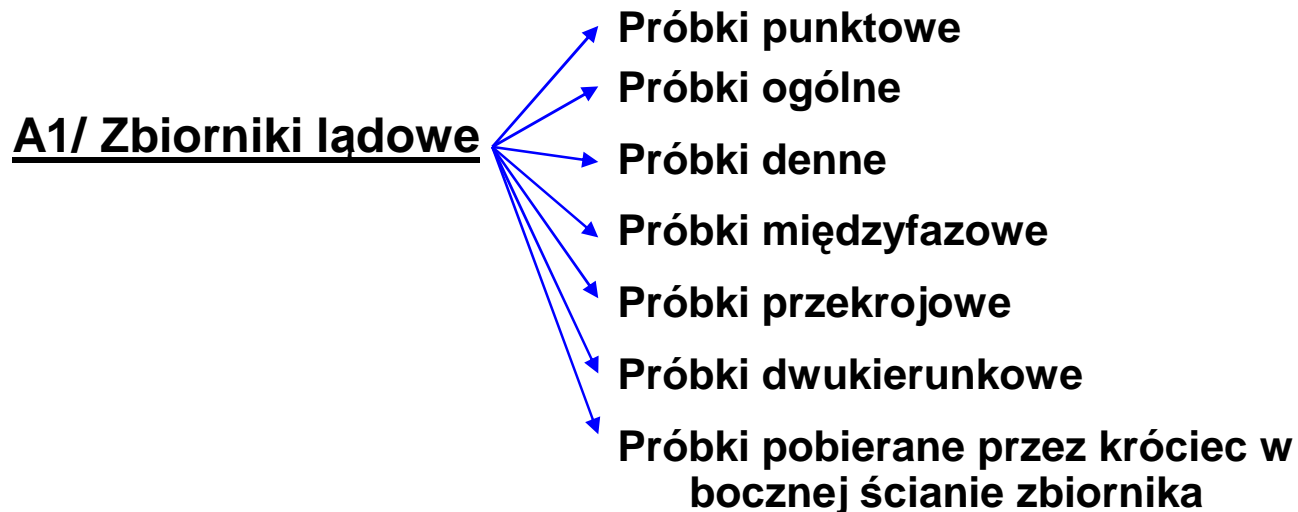 Próbki punktowe
Próbki ogólne
A1/ Zbiorniki lądowe
Próbki denne
Próbki międzyfazowe
Próbki przekrojowe
Próbki dwukierunkowe
Próbki pobierane przez króciec w
bocznej ścianie zbiornika